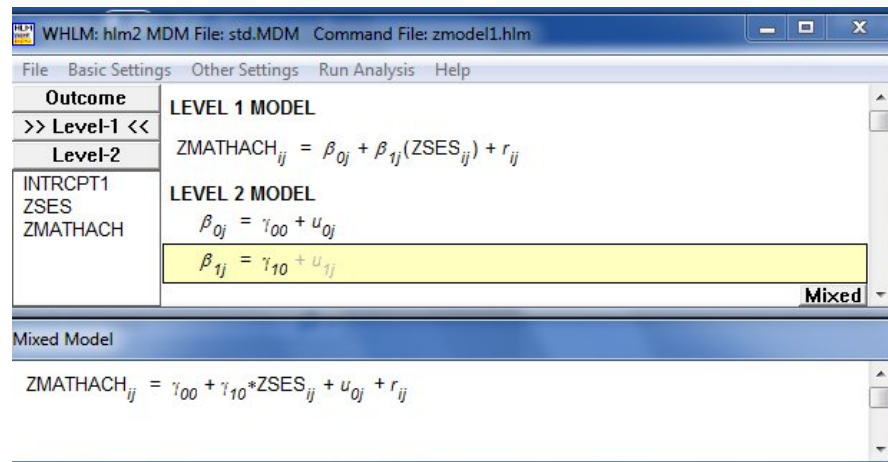 WHLM: hlm2 MDM File: std.MDM Command File: zmodel1.hlm
File Basic Settings Other Settings Run Analysis Help
Outcome
>> Level-1 <<
Level-2
INTRCPT1
ZSES
ZMATHACH
LEVEL 1 MODEL
ZMATHACH_ij = β_0j + β_1j(ZSES_ij) + r_ij
LEVEL 2 MODEL
β_0j = γ_00 + u_0j
β_1j = γ_10 + u_1j
Mixed
Mixed Model
ZMATHACH_ij = γ_00 + γ_10*ZSES_ij + u_0j + r_ij